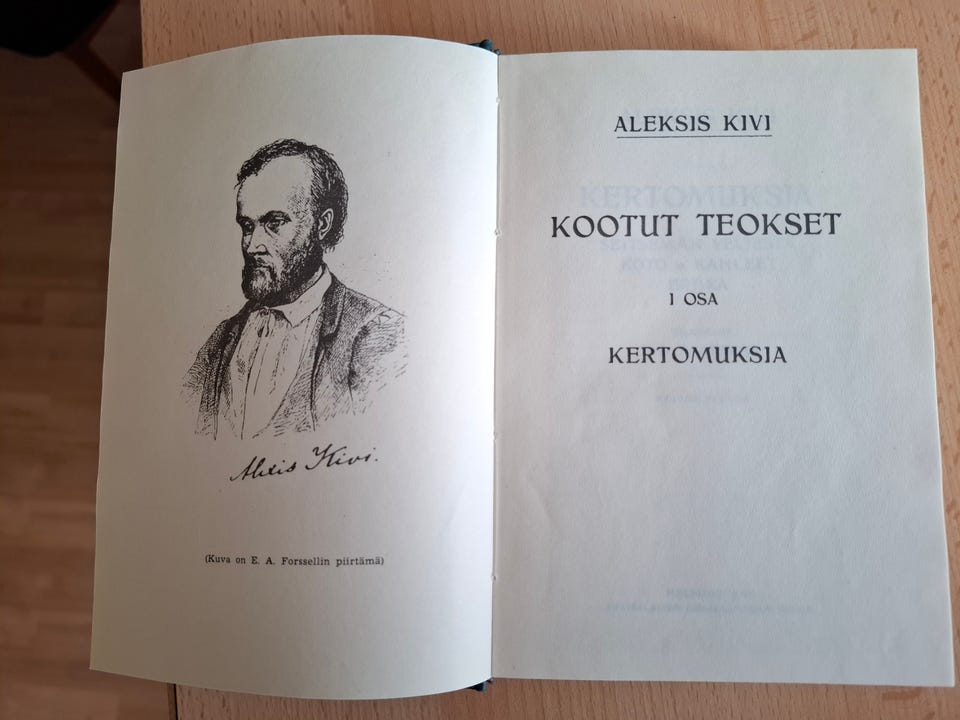 Aleksis Kivi.
(Kuva on E. A. Forssellin piirtämä)
ALEKSIS KIVI
KOOTUT TEOKSET
I OSA
KERTOMUKSIA